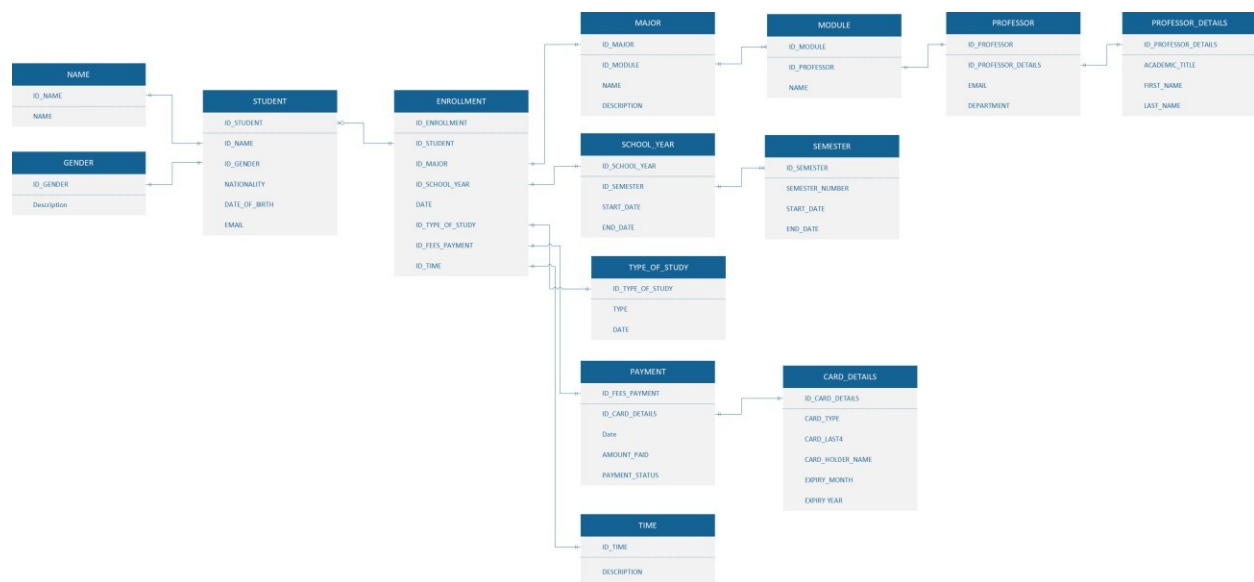 NAME
ID_NAME
NAME
GENDER
ID_GENDER
Description
STUDENT
ID_STUDENT
ID_NAME
ID_GENDER
NATIONALITY
DATE_OF_BIRTH
EMAIL
ENROLLMENT
ID_ENROLLMENT
ID_STUDENT
ID_MAJOR
ID_SCHOOL_YEAR
DATE
ID_TYPE_OF_STUDY
ID_FEES_PAYMENT
ID_TIME
MAJOR
ID_MAJOR
ID_MODULE
NAME
DESCRIPTION
MODULE
ID_MODULE
ID_PROFESSOR
NAME
PROFESSOR
ID_PROFESSOR
ID_PROFESSOR_DETAILS
EMAIL
DEPARTMENT
PROFESSOR_DETAILS
ID_PROFESSOR_DETAILS
ACADEMIC_TITLE
FIRST_NAME
LAST_NAME
SCHOOL_YEAR
ID_SCHOOL_YEAR
ID_SEMESTER
START_DATE
END_DATE
SEMESTER
ID_SEMESTER
SEMESTER_NUMBER
START_DATE
END_DATE
TYPE_OF_STUDY
ID_TYPE_OF_STUDY
TYPE
DATE
PAYMENT
ID_FEES_PAYMENT
ID_CARD_DETAILS
Date
AMOUNT_PAID
PAYMENT_STATUS
CARD_DETAILS
ID_CARD_DETAILS
CARD_TYPE
CARD_LAST4
CARD_HOLDER_NAME
EXPIRY_MONTH
EXPIRY YEAR
TIME
ID_TIME
DESCRIPTION